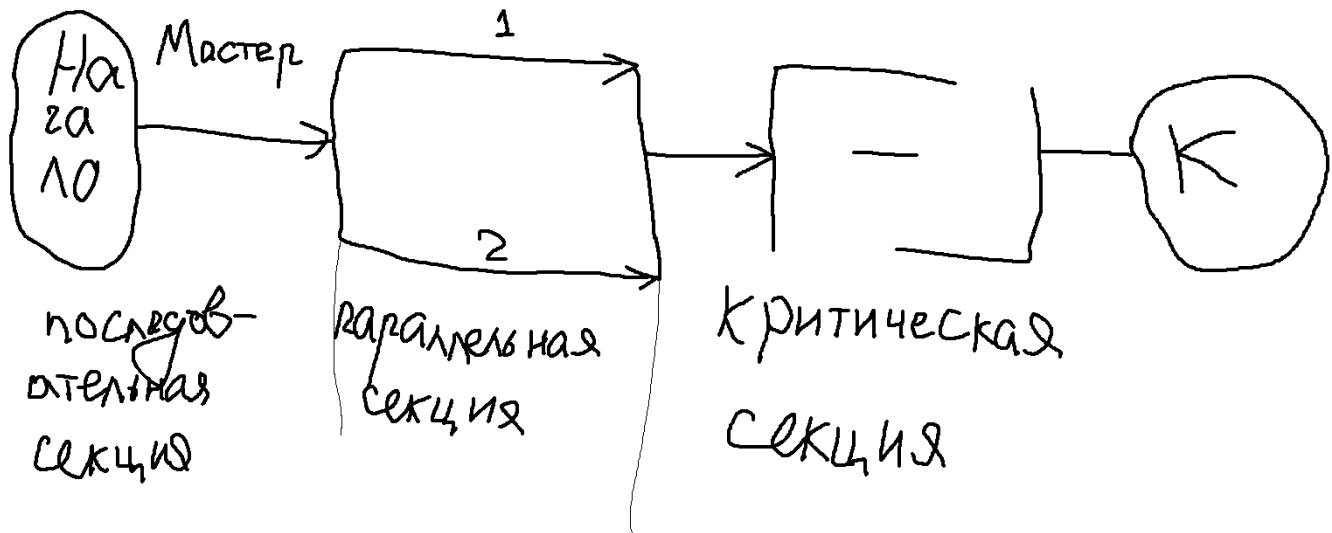 На
ча
ло
Мастер
1
2
К
последов-
ательная
секция
параллельная
секция
Критическая
секция